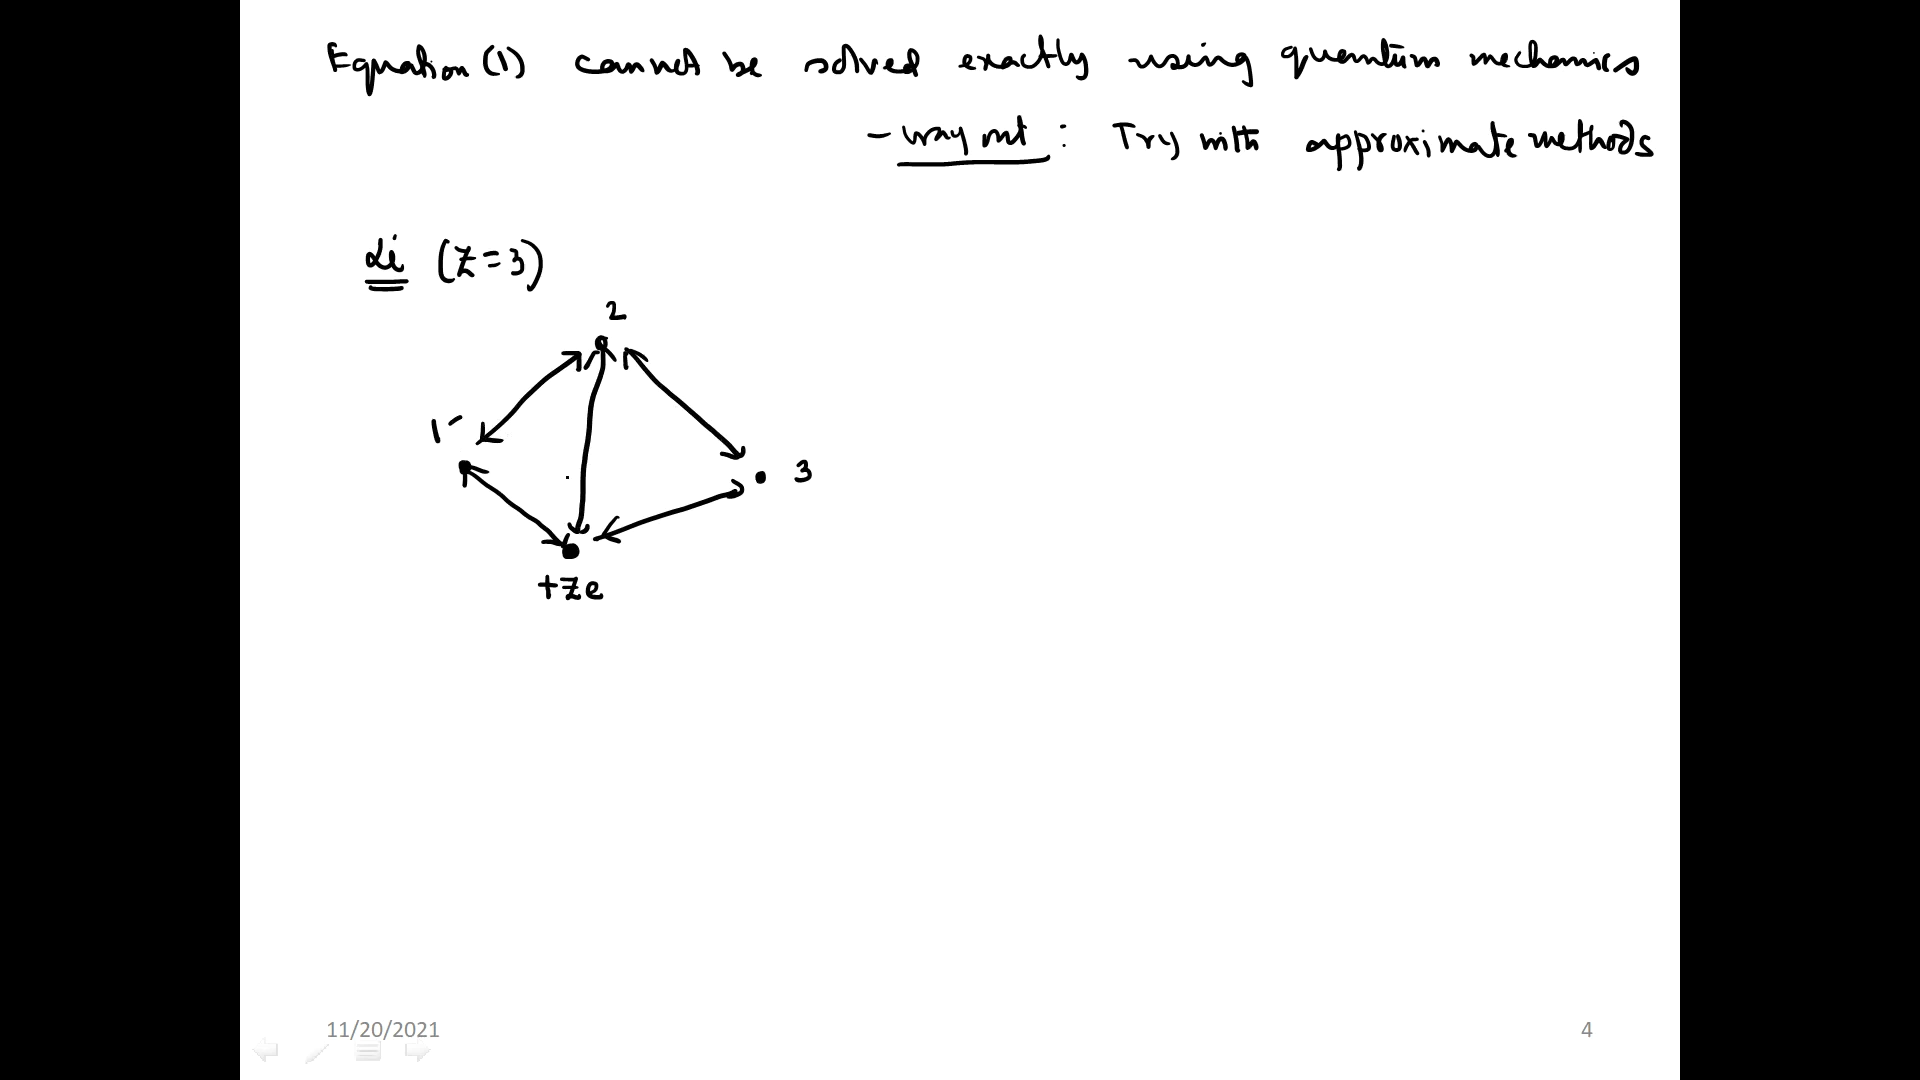 Equation (1) cannot be solved exactly using quantum mechanics
- way out : Try with approximate methods
Li (Z=3)
2
1
3
+Ze
11/20/2021
4